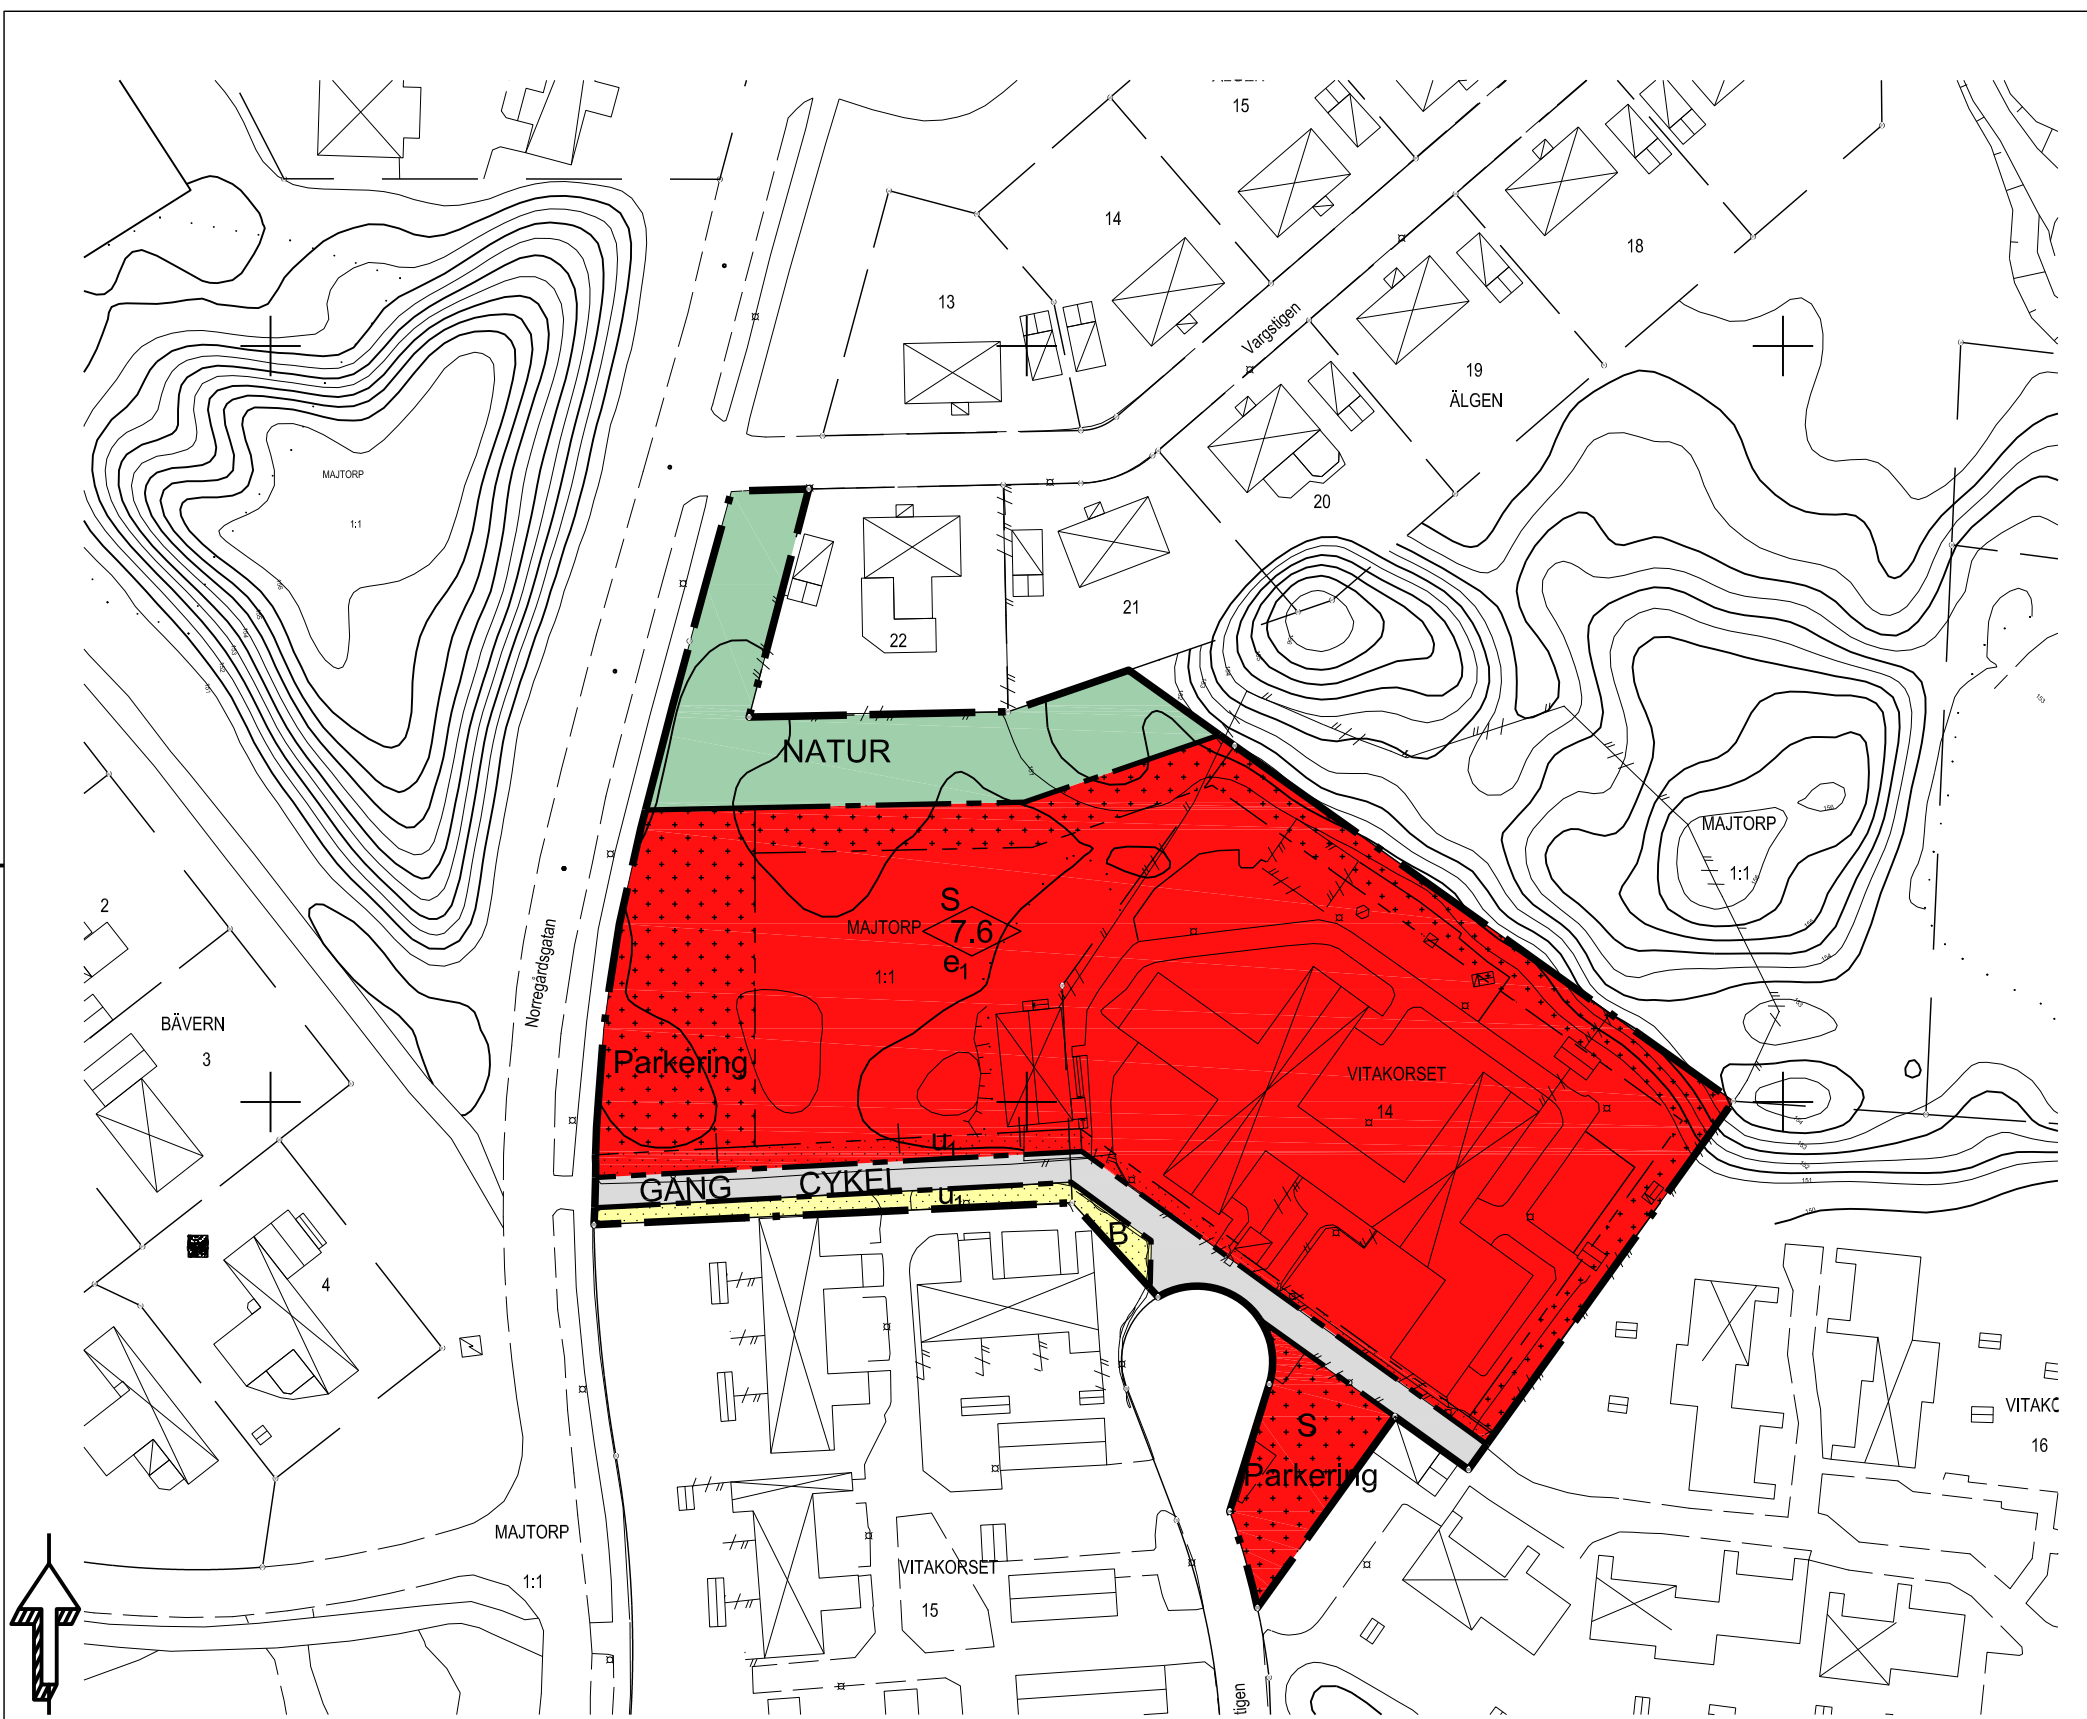 15
14
18
13
Vargstigen
19
ÄLGEN
MAJTORP
1:1
20
21
22
NATUR
MAJTORP
1:1
2
S
7.6
e1
MAJTORP
1:1
Norregårdsgatan
BÄVERN
3
Parkering
VITAKORSET
14
u1
GÅNG CYKEL
u1
B
4
S
Parkering
VITAKO
16
MAJTORP
1:1
VITAKORSET
15
tigen